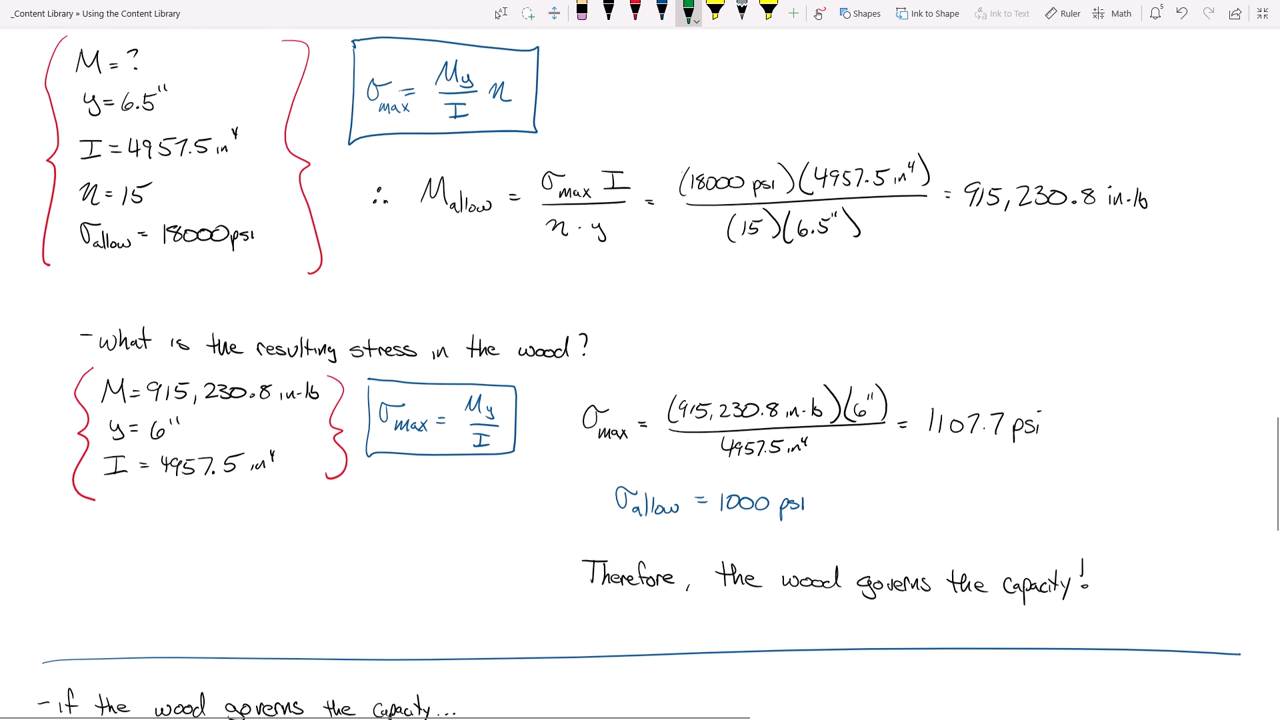 _Content Library » Using the Content Library
Shapes Ink to Shape Ink to Text Ruler Math 5
M = ?
y = 6.5"
I = 4957.5 in⁴
n = 15
σallow = 18000 psi
σmax = My/I n
∴ Mallow = σmax I / n · y = (18000 psi)(4957.5 in⁴) / (15)(6.5") = 915,230.8 in·lb
- what is the resulting stress in the wood?
M = 915,230.8 in·lb
y = 6"
I = 4957.5 in⁴
σmax = My/I
σmax = (915,230.8 in·lb)(6") / 4957.5 in⁴ = 1107.7 psi
σallow = 1000 psi
Therefore, the wood governs the capacity!
- if the wood governs the capacity...